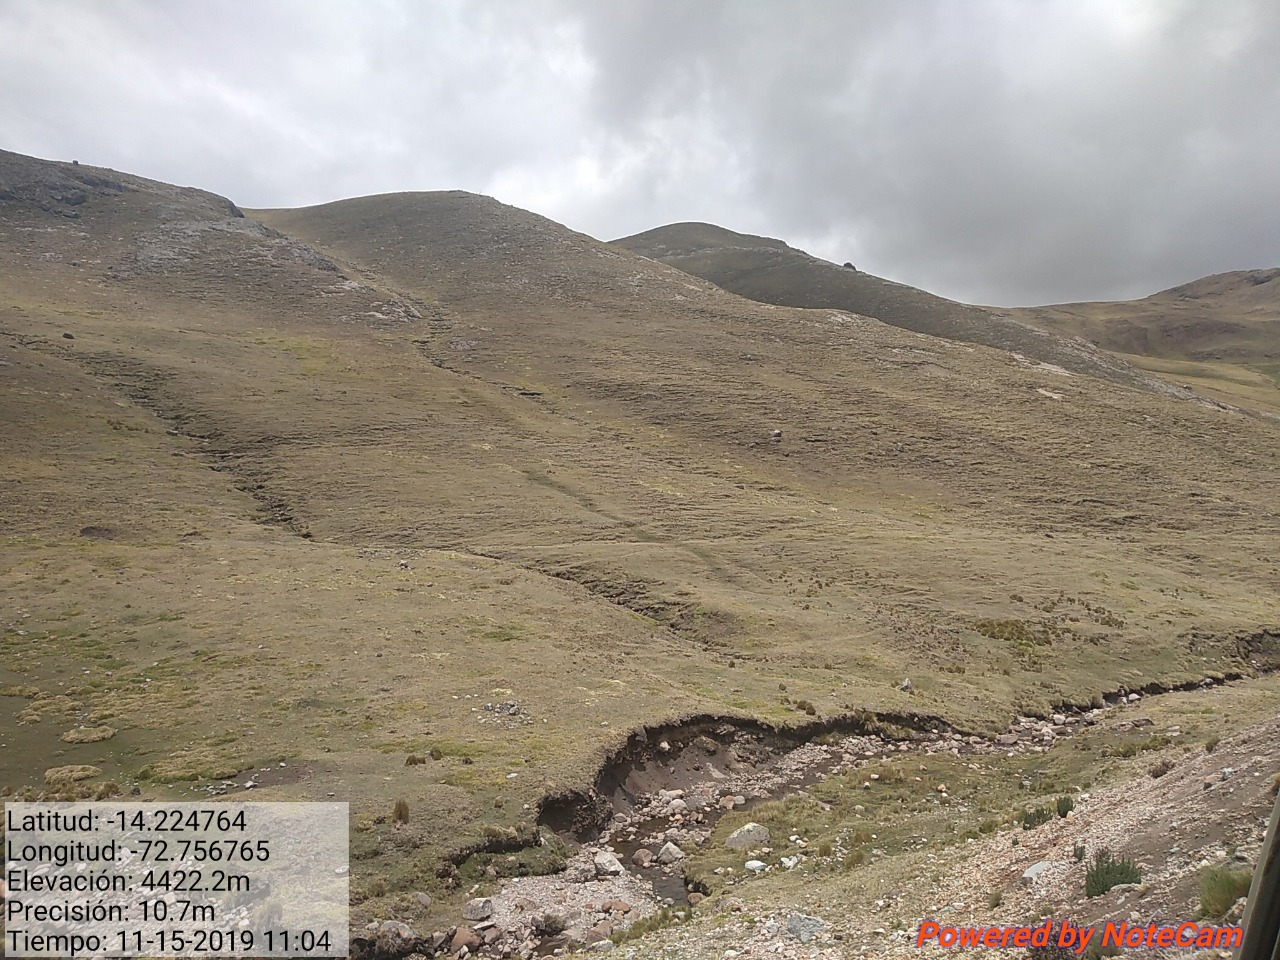 Latitud: -14.224764
Longitud: -72.756765
Elevación: 4422.2m
Precisión: 10.7m
Tiempo: 11-15-2019 11:04
Powered by NoteCam